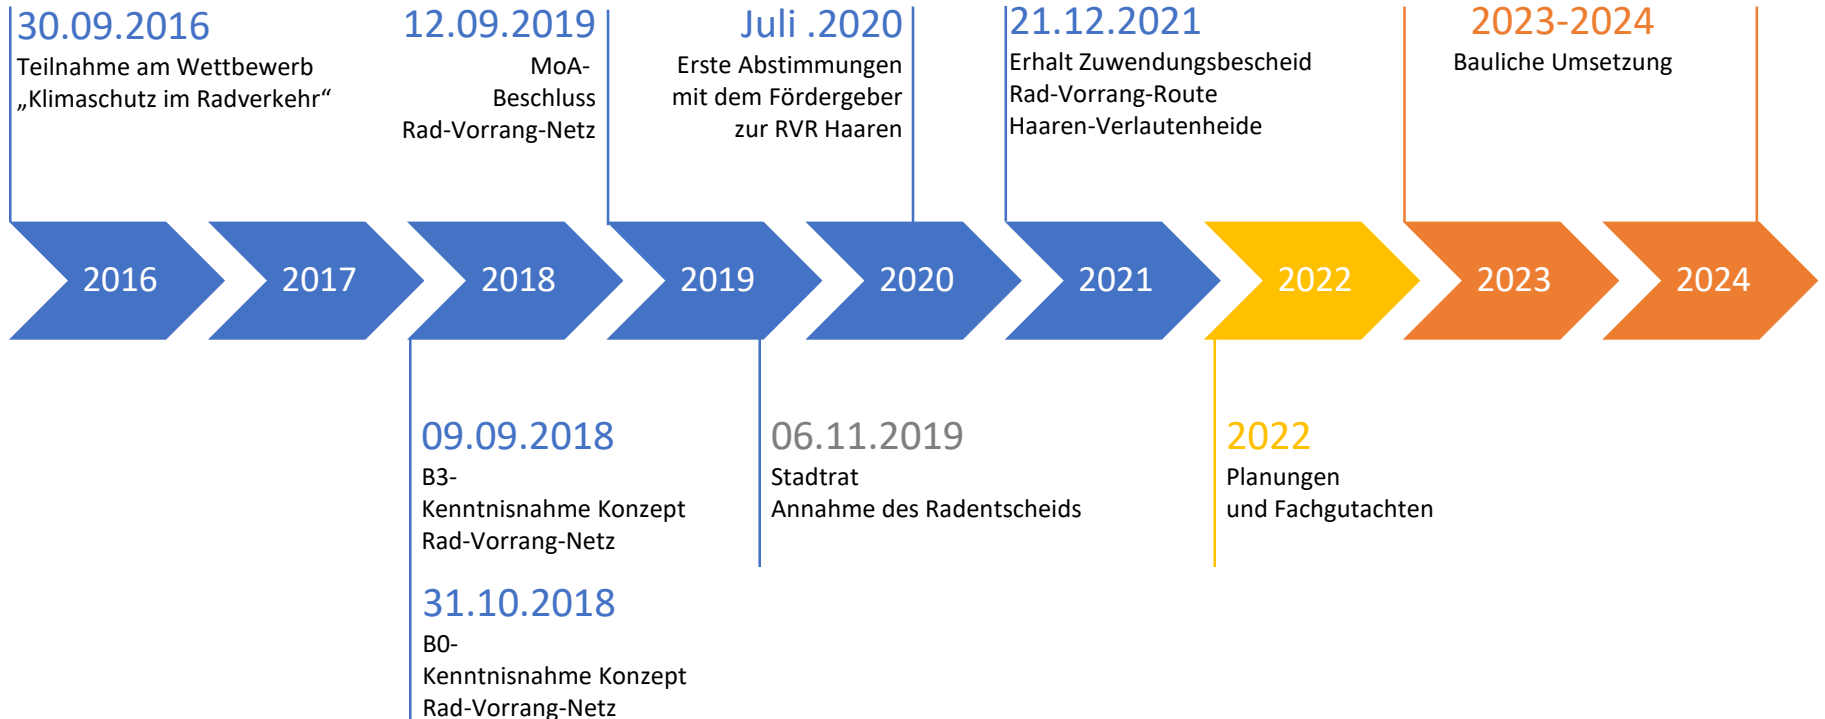 30.09.2016
Teilnahme am Wettbewerb
„Klimaschutz im Radverkehr“
12.09.2019
MoA-
Beschluss
Rad-Vorrang-Netz
Juli .2020
Erste Abstimmungen
mit dem Fördergeber
zur RVR Haaren
21.12.2021
Erhalt Zuwendungsbescheid
Rad-Vorrang-Route
Haaren-Verlautenheide
2023-2024
Bauliche Umsetzung
2016
2017
2018
2019
2020
2021
2022
2023
2024
09.09.2018
B3-
Kenntnisnahme Konzept
Rad-Vorrang-Netz
31.10.2018
B0-
Kenntnisnahme Konzept
Rad-Vorrang-Netz
06.11.2019
Stadtrat
Annahme des Radentscheids
2022
Planungen
und Fachgutachten